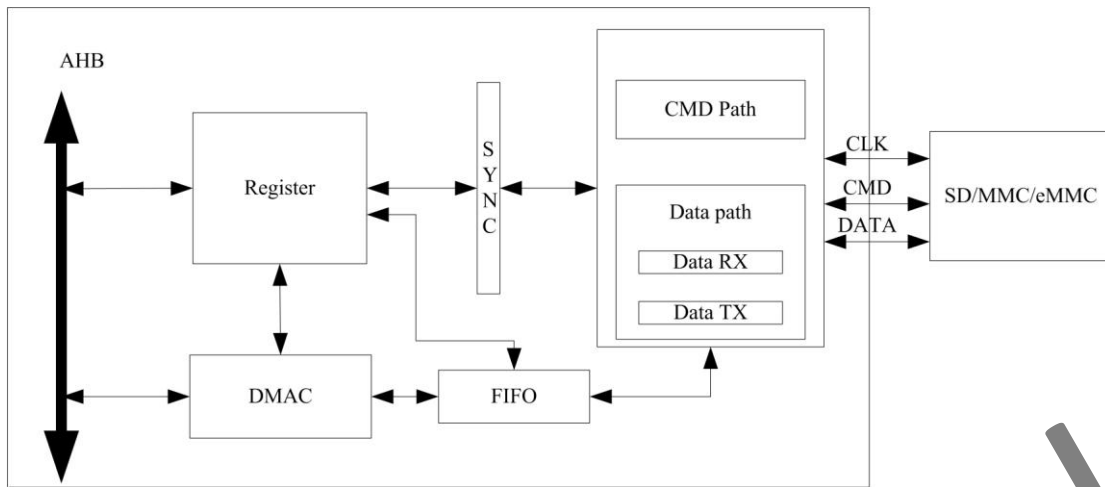 AHB
Register
S
Y
N
C
CMD Path
Data path
Data RX
Data TX
CLK
CMD
DATA
SD/MMC/eMMC
DMAC
FIFO